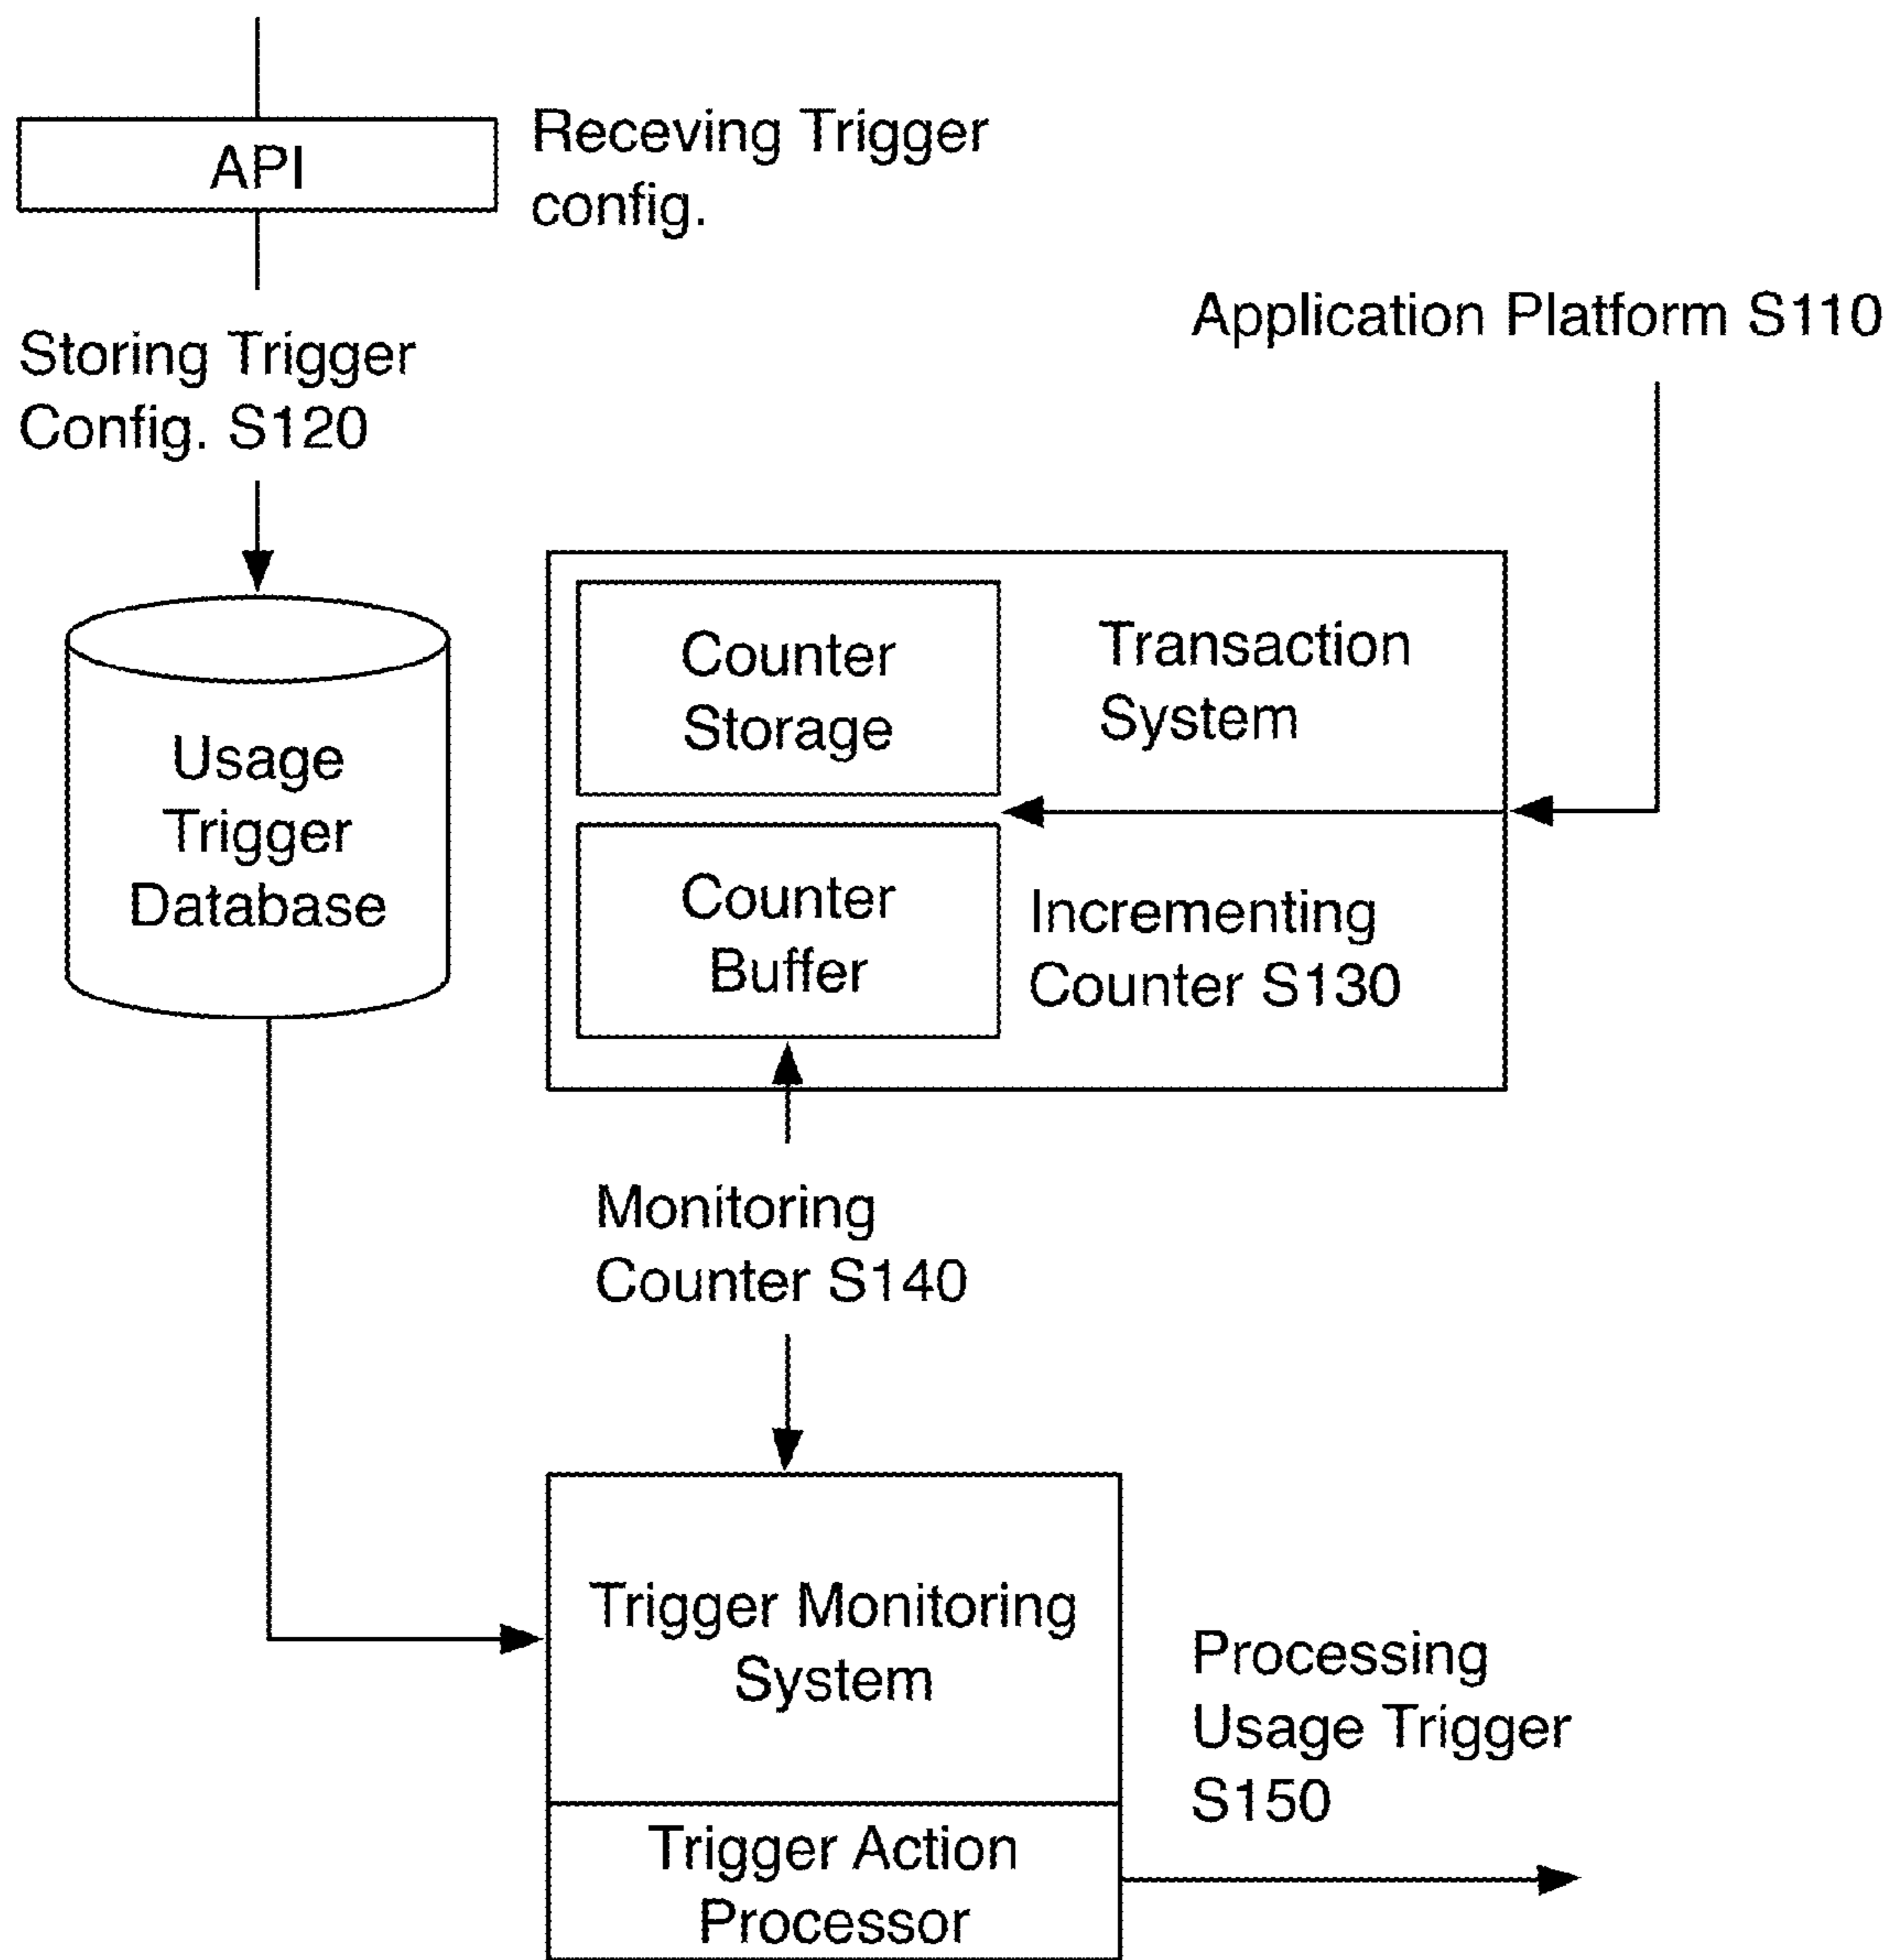 API
Receving Trigger
config.
Storing Trigger
Config. S120
Application Platform S110
Usage
Trigger
Database
Counter
Storage
Transaction
System
Counter
Buffer
Incrementing
Counter S130
Monitoring
Counter S140
Trigger Monitoring
System
Trigger Action
Processor
Processing
Usage Trigger
S150